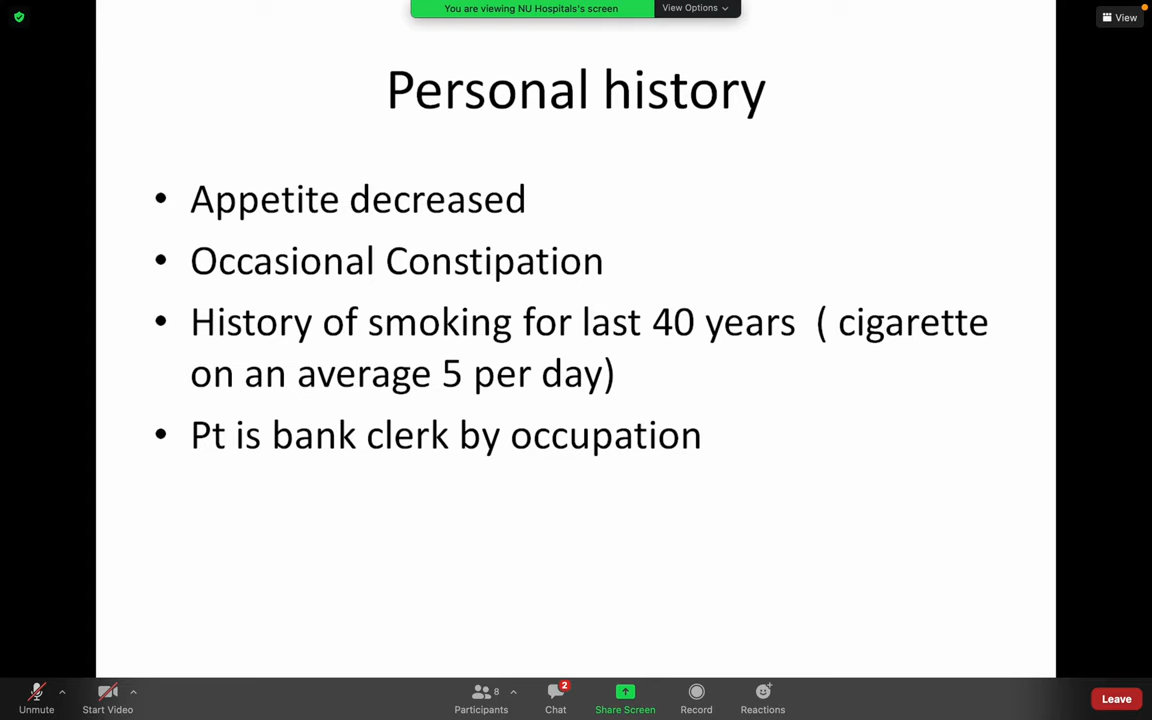 You are viewing NU Hospitals's screen
View Options
View
Personal history
• Appetite decreased
• Occasional Constipation
• History of smoking for last 40 years ( cigarette
on an average 5 per day)
• Pt is bank clerk by occupation
Unmute
Start Video
8
Participants
2
Chat
Share Screen
Record
Reactions
Leave